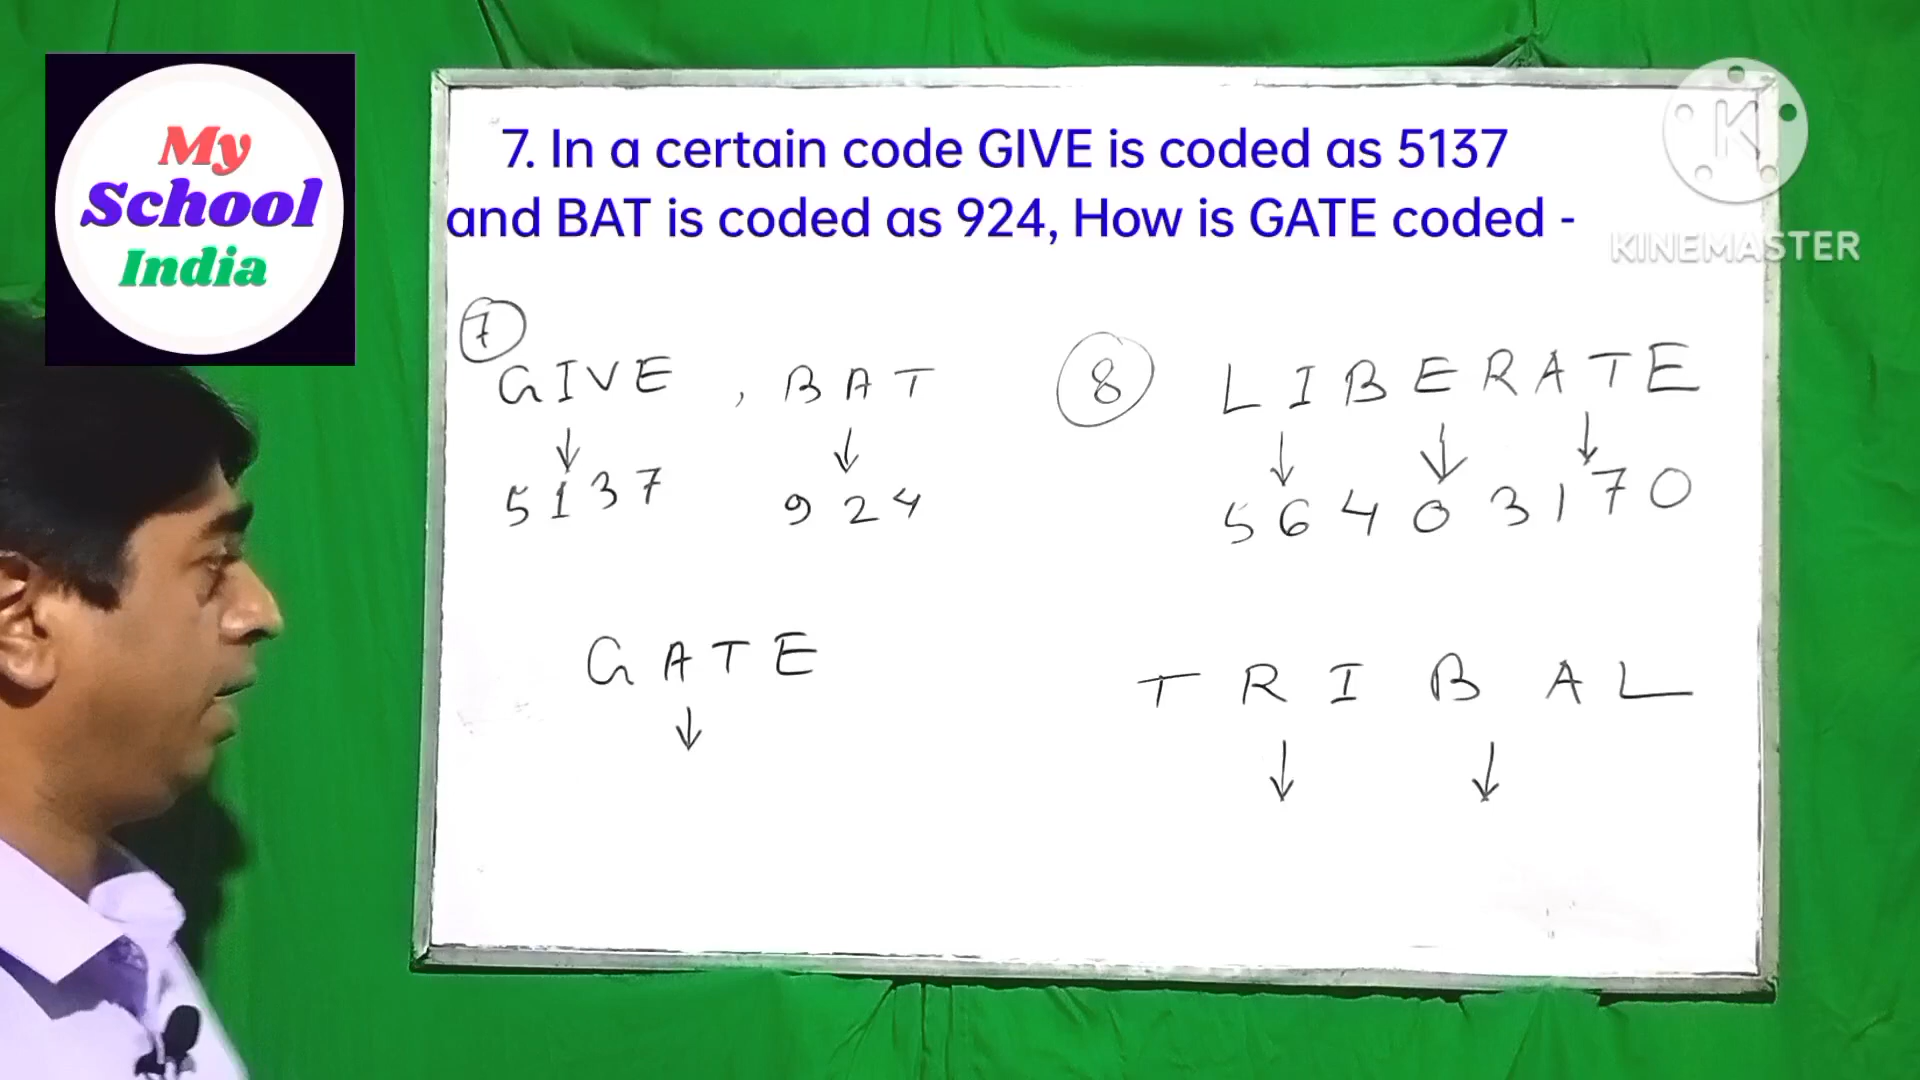 My
School
India
7. In a certain code GIVE is coded as 5137
and BAT is coded as 924, How is GATE coded -
KINEMASTER
7
GIVE, BAT
5137 924
GATE
8
LIBERATE
56403170
TRIBAL